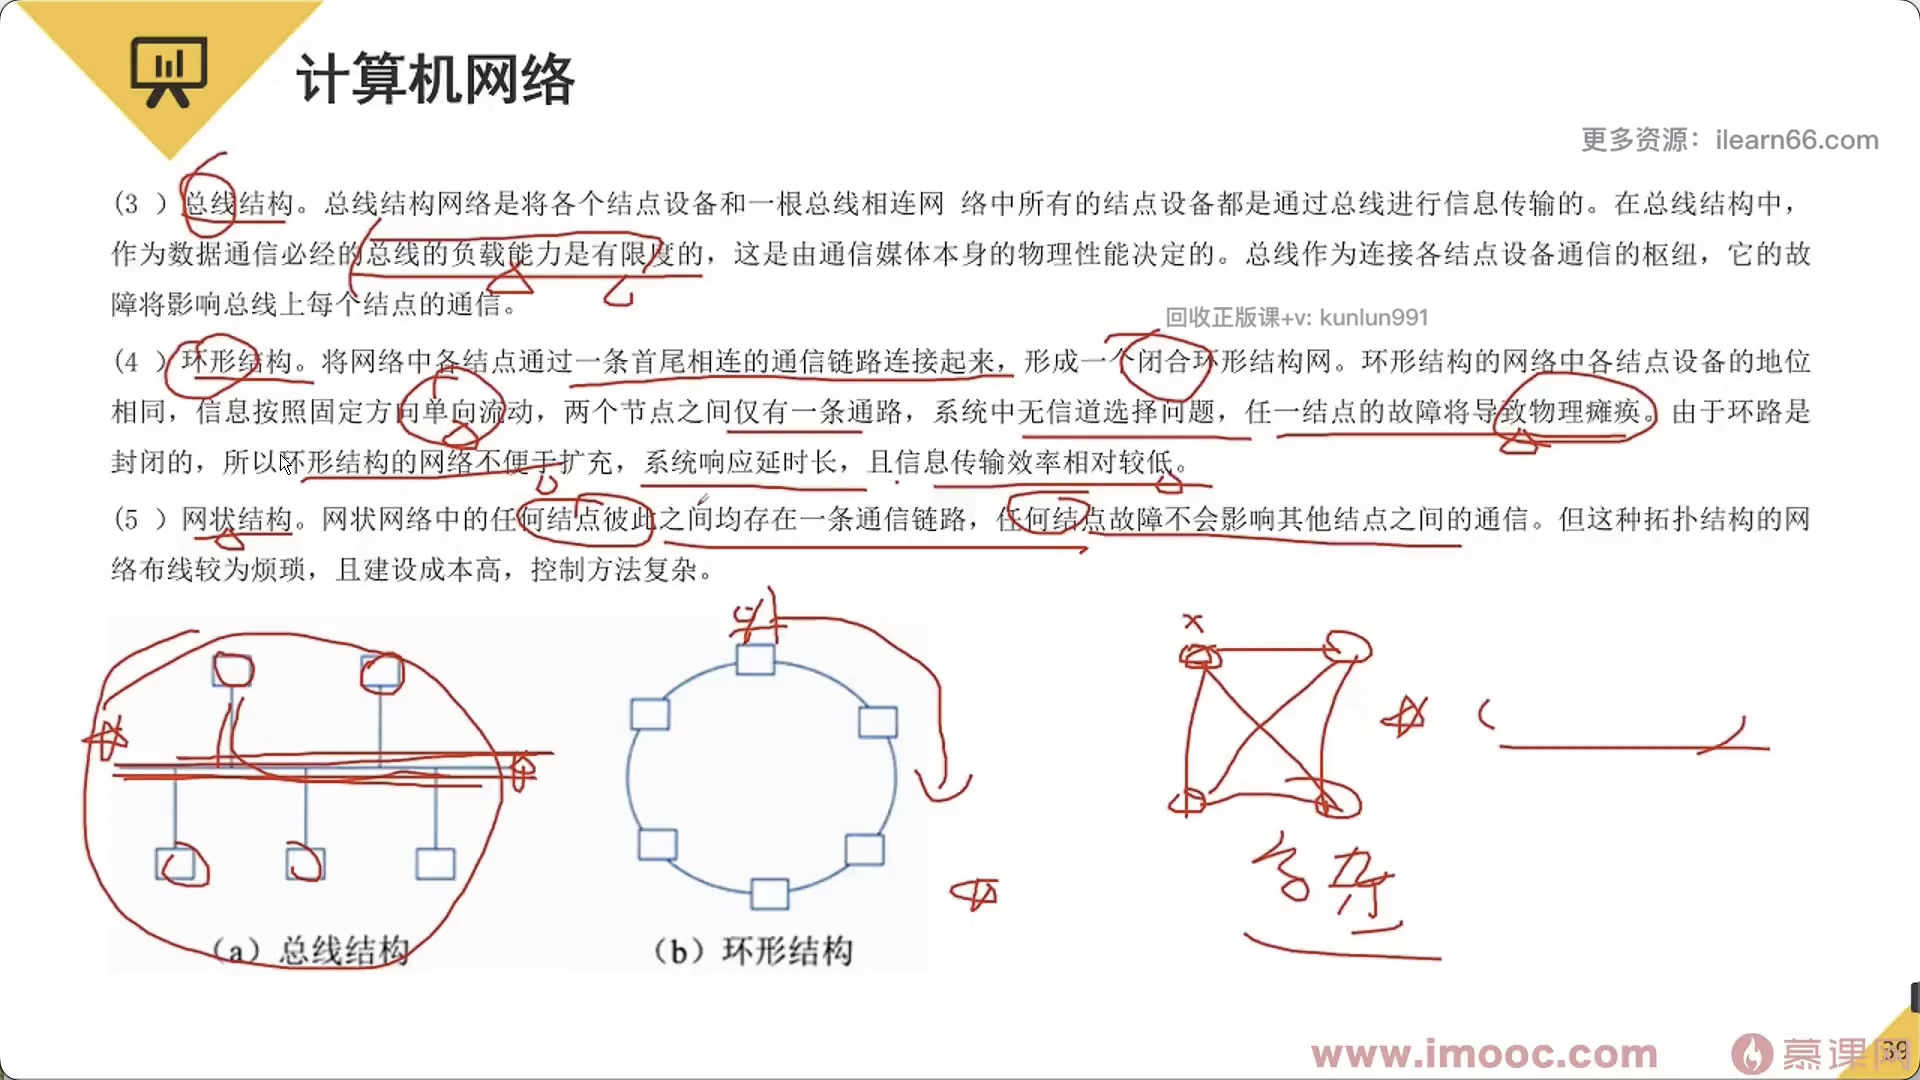 计算机网络
更多资源：ilearn66.com
(3 ）总线结构。总线结构网络是将各个结点设备和一根总线相连网 络中所有的结点设备都是通过总线进行信息传输的。在总线结构中，
作为数据通信必经的总线的负载能力是有限度的，这是由通信媒体本身的物理性能决定的。总线作为连接各结点设备通信的枢纽，它的故
障将影响总线上每个结点的通信。
回收正版课+v: kunlun991
(4 ）环形结构。将网络中各结点通过一条首尾相连的通信链路连接起来，形成一个闭合环形结构网。环形结构的网络中各结点设备的地位
相同，信息按照固定方向单向流动，两个节点之间仅有一条通路，系统中无信道选择问题，任一结点的故障将导致物理瘫痪。由于环路是
封闭的，所以环形结构的网络不便于扩充，系统响应延时长，且信息传输效率相对较低。
(5 ）网状结构。网状网络中的任何结点彼此之间均存在一条通信链路，任何结点故障不会影响其他结点之间的通信。但这种拓扑结构的网
络布线较为烦琐，且建设成本高，控制方法复杂。
（a）总线结构
（b）环形结构
www.imooc.com
慕课网
39